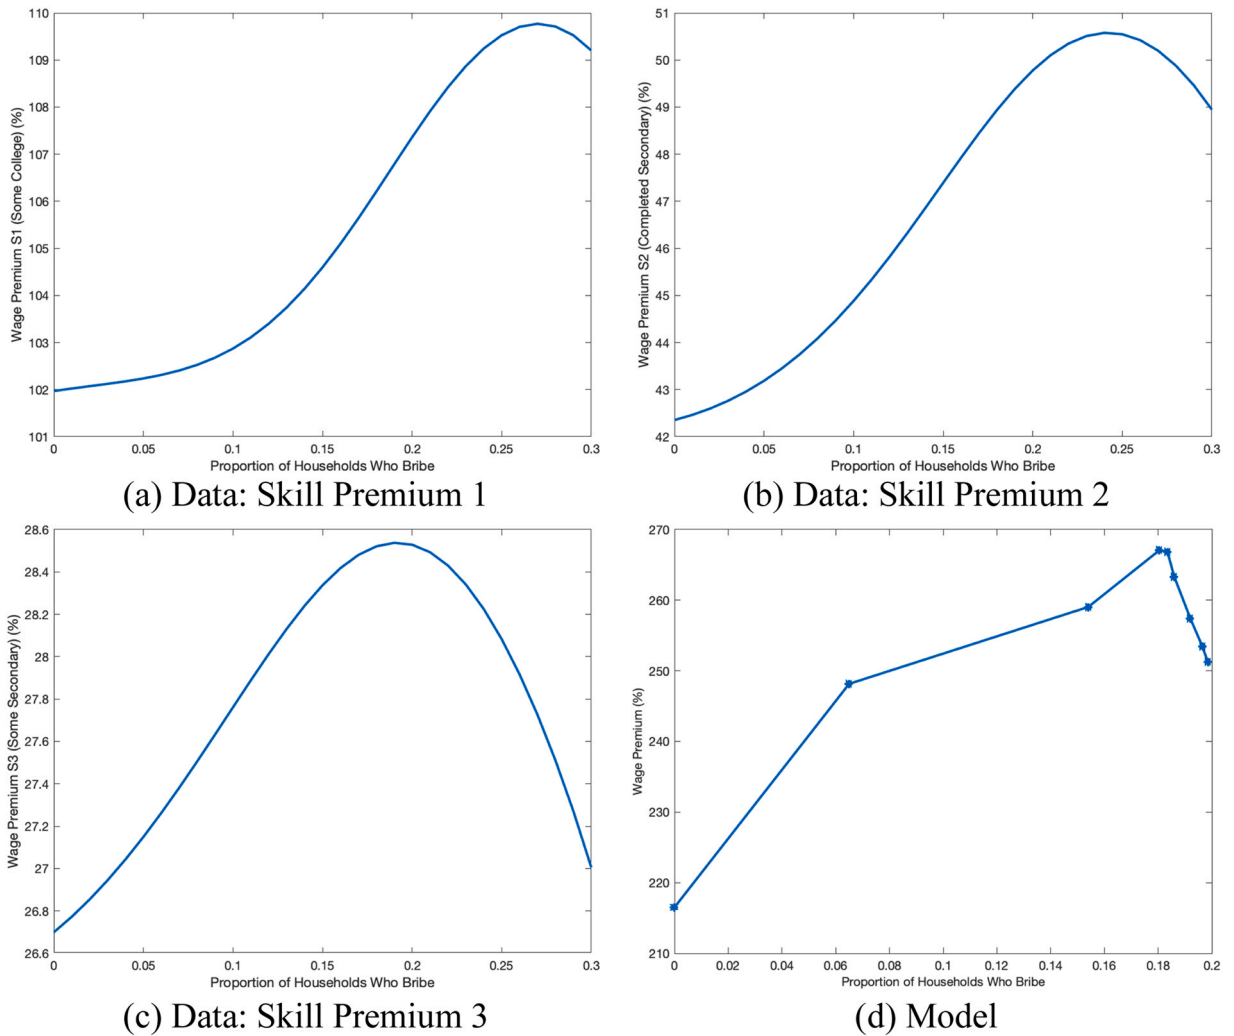 110
109
108
107
106
105
104
103
102
101
Wage Premium S1 (Some College) (%)
0 0.05 0.1 0.15 0.2 0.25 0.3
Proportion of Households Who Bribe
(a) Data: Skill Premium 1
51
50
49
48
47
46
45
44
43
42
Wage Premium S2 (Completed Secondary) (%)
0 0.05 0.1 0.15 0.2 0.25 0.3
Proportion of Households Who Bribe
(b) Data: Skill Premium 2
28.6
28.4
28.2
28
27.8
27.6
27.4
27.2
27
26.8
26.6
Wage Premium S3 (Some Secondary) (%)
0 0.05 0.1 0.15 0.2 0.25 0.3
Proportion of Households Who Bribe
(c) Data: Skill Premium 3
270
260
250
240
230
220
210
Wage Premium (%)
0 0.02 0.04 0.06 0.08 0.1 0.12 0.14 0.16 0.18 0.2
Proportion of Households Who Bribe
(d) Model